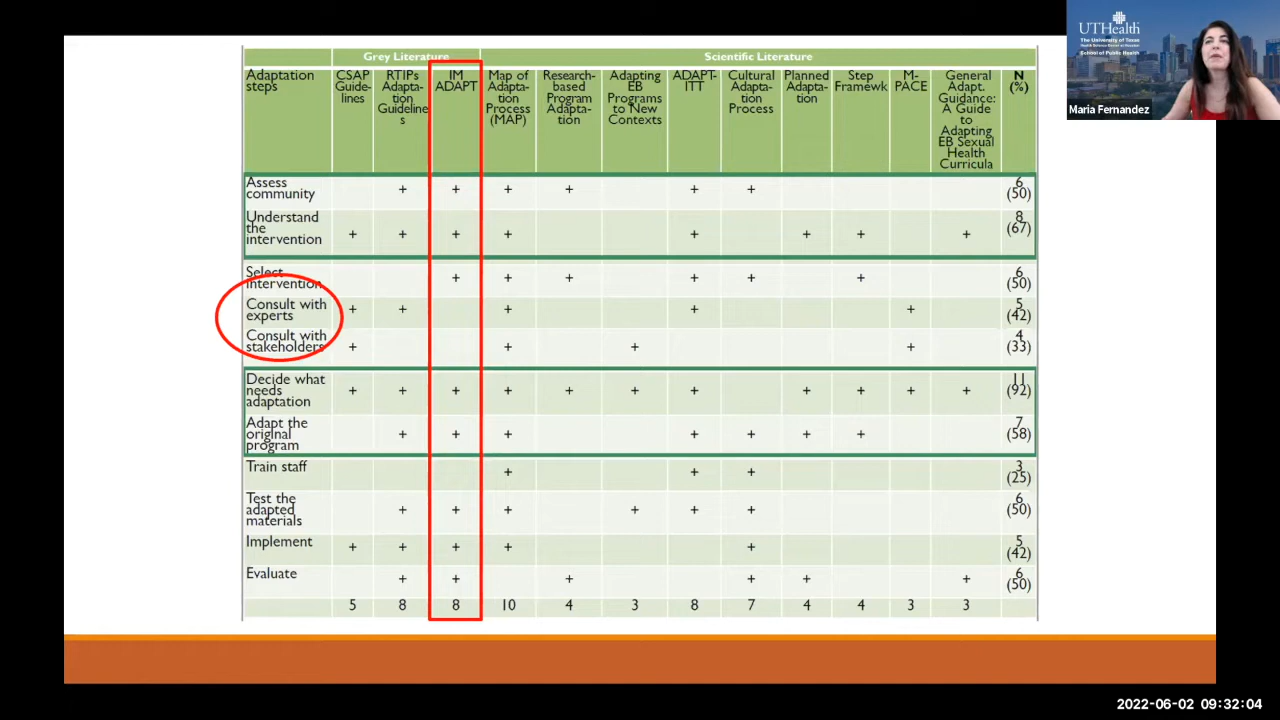 UTHealth
The University of Texas
Health Science Center at Houston
School of Public Health
Maria Fernandez
Grey Literature Scientific Literature
Adaptation
steps
CSAP
Guide-
lines
RTIPs
Adapta-
tion
Guideline
s
IM
ADAPT
Map of
Adapta-
tion
Process
(MAP)
Research-
based
Program
Adapta-
tion
Adapting
EB
Programs
to New
Contexts
ADAPT-
ITT
Cultural
Adapta-
tion
Process
Planned
Adapta-
tion
Step
Framewk
M-
PACE
General
Adapt.
Guidance:
A Guide
to
Adapting
EB Sexual
Health
Curricula
N
(%)
Assess
community
+ + + + + +
6
(50)
Understand
the
intervention
+ + + + + + + +
8
(67)
Select
intervention
+ + + + + +
6
(50)
Consult with
experts
+ + + + +
5
(42)
Consult with
stakeholders
+ + + +
4
(33)
Decide what
needs
adaptation
+ + + + + + + + + + +
11
(92)
Adapt the
original
program
+ + + + + + +
7
(58)
Train staff
+ + +
3
(25)
Test the
adapted
materials
+ + + + + +
6
(50)
Implement
+ + + + +
5
(42)
Evaluate
+ + + + + +
6
(50)
5 8 8 10 4 3 8 7 4 4 3 3
2022-06-02 09:32:04